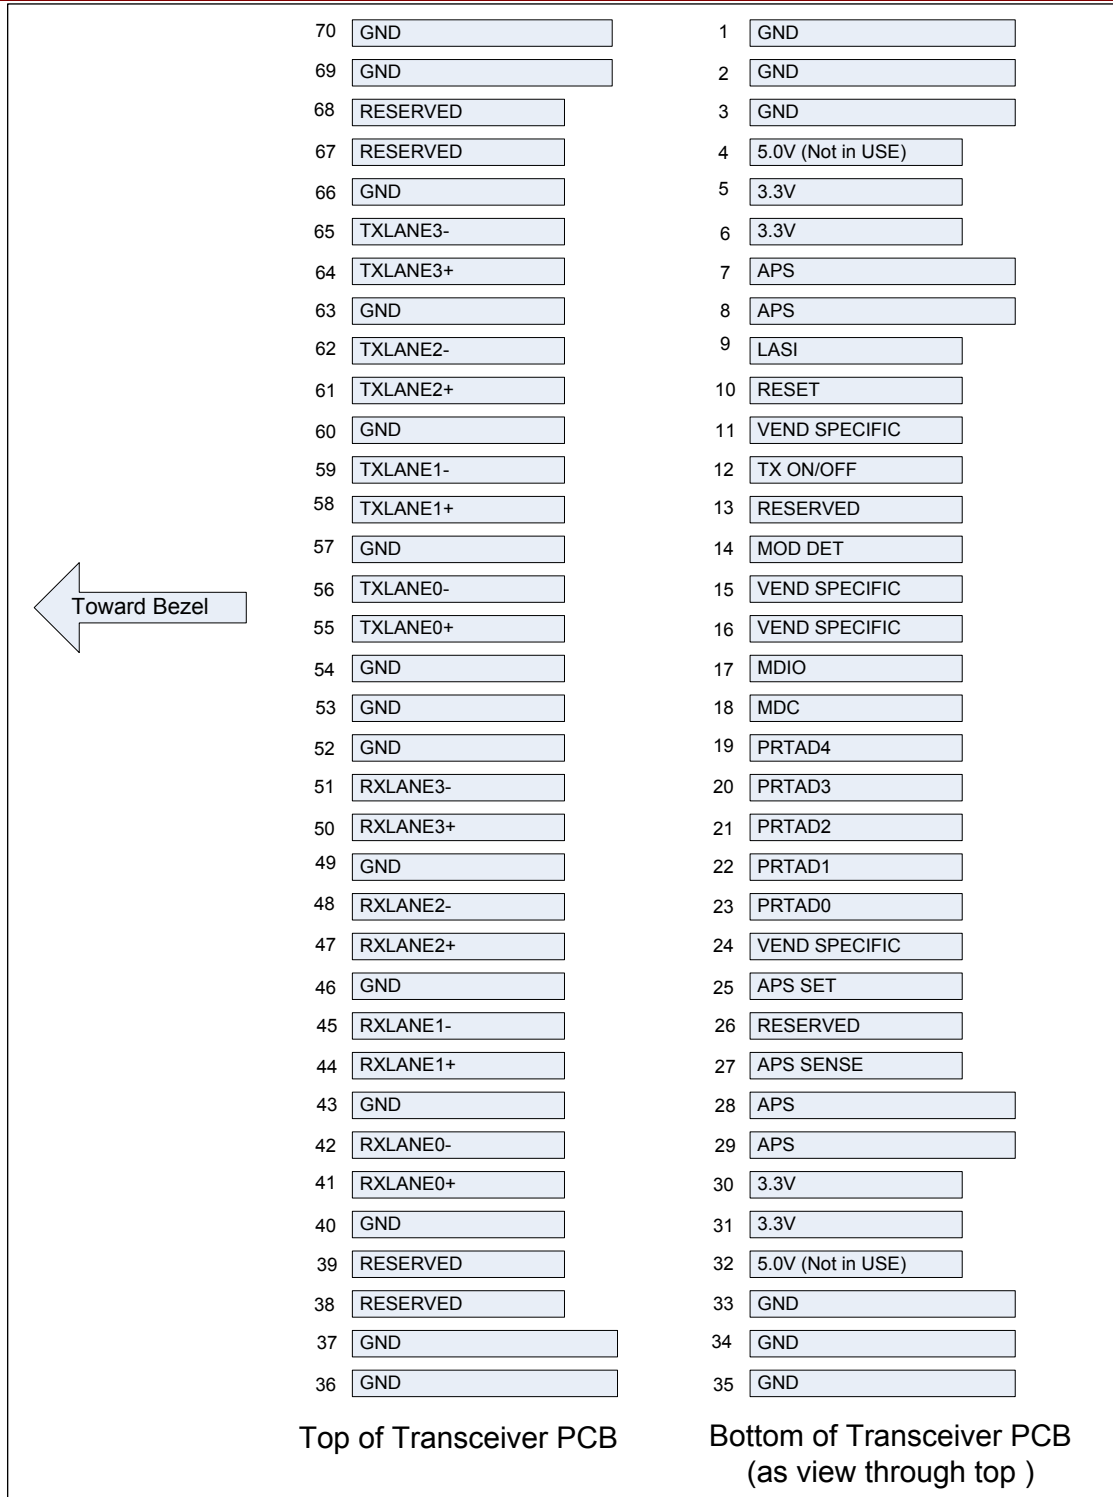 70 GND 1 GND
69 GND 2 GND
68 RESERVED 3 GND
67 RESERVED 4 5.0V (Not in USE)
66 GND 5 3.3V
65 TXLANE3- 6 3.3V
64 TXLANE3+ 7 APS
63 GND 8 APS
62 TXLANE2- 9 LASI
61 TXLANE2+ 10 RESET
60 GND 11 VEND SPECIFIC
59 TXLANE1- 12 TX ON/OFF
58 TXLANE1+ 13 RESERVED
57 GND 14 MOD DET
56 TXLANE0- 15 VEND SPECIFIC
Toward Bezel
55 TXLANE0+ 16 VEND SPECIFIC
54 GND 17 MDIO
53 GND 18 MDC
52 GND 19 PRTAD4
51 RXLANE3- 20 PRTAD3
50 RXLANE3+ 21 PRTAD2
49 GND 22 PRTAD1
48 RXLANE2- 23 PRTAD0
47 RXLANE2+ 24 VEND SPECIFIC
46 GND 25 APS SET
45 RXLANE1- 26 RESERVED
44 RXLANE1+ 27 APS SENSE
43 GND 28 APS
42 RXLANE0- 29 APS
41 RXLANE0+ 30 3.3V
40 GND 31 3.3V
39 RESERVED 32 5.0V (Not in USE)
38 RESERVED 33 GND
37 GND 34 GND
36 GND 35 GND
Top of Transceiver PCB
Bottom of Transceiver PCB
(as view through top )